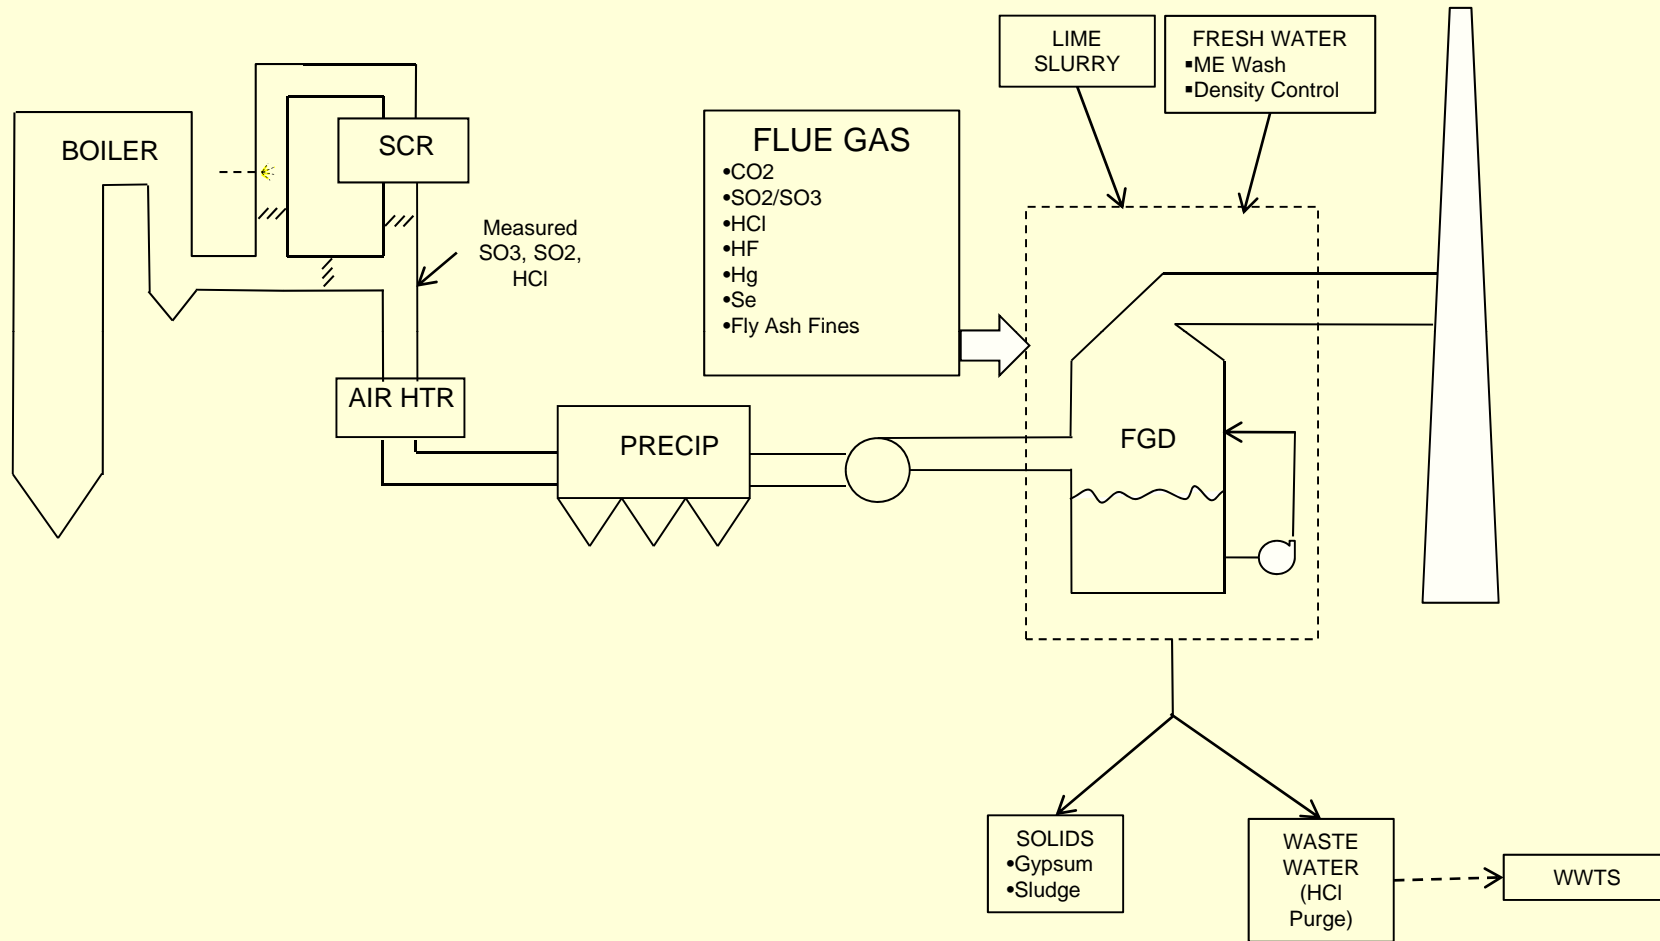 LIME
SLURRY
FRESH WATER
▪ME Wash
▪Density Control
BOILER
SCR
FLUE GAS
•CO2
•SO2/SO3
•HCl
•HF
•Hg
•Se
•Fly Ash Fines
Measured
SO3, SO2,
HCl
AIR HTR
PRECIP
FGD
SOLIDS
•Gypsum
•Sludge
WASTE
WATER
(HCl
Purge)
WWTS